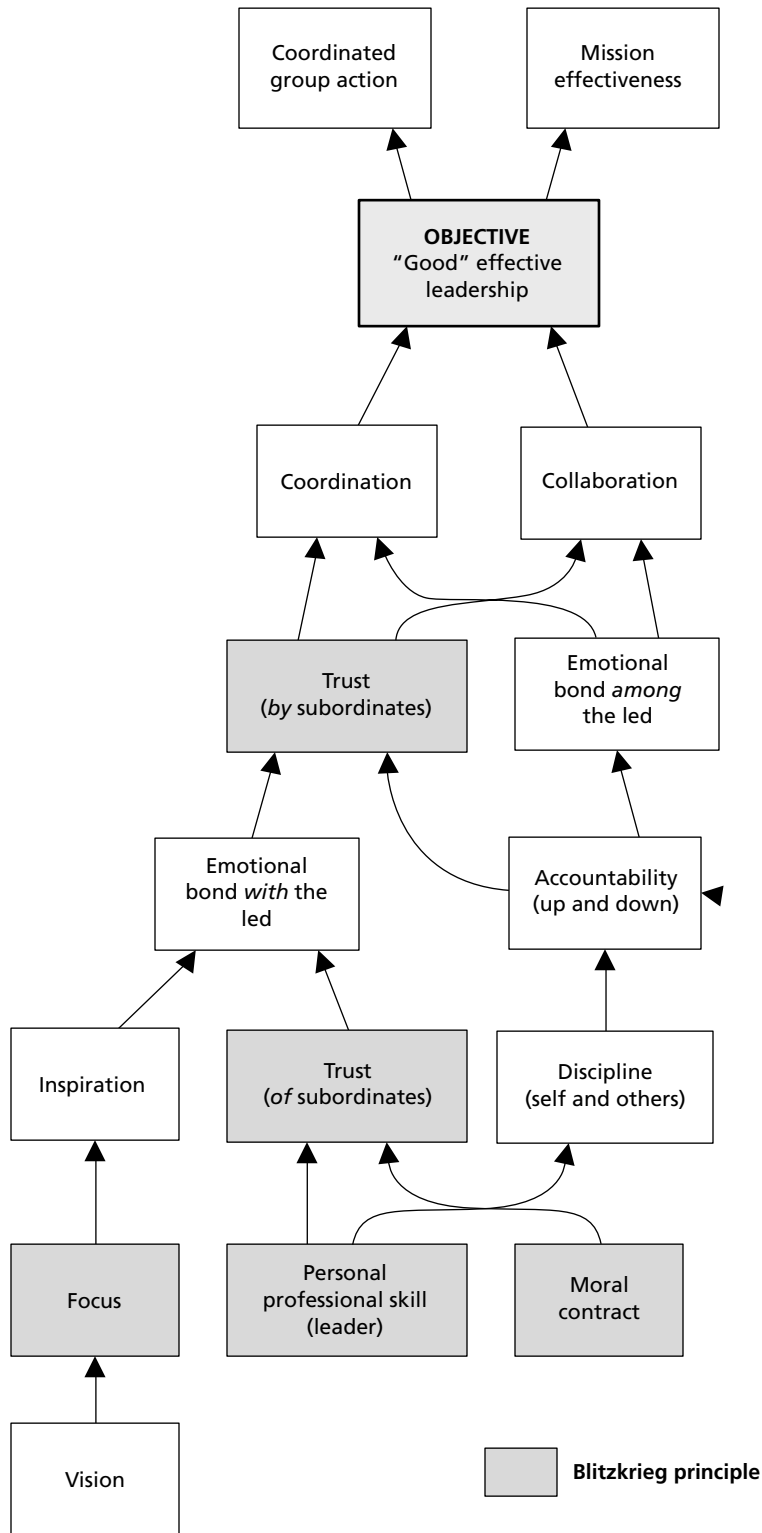 Coordinated
group action
Mission
effectiveness
OBJECTIVE
“Good” effective
leadership
Coordination
Collaboration
Trust
(by subordinates)
Emotional
bond among
the led
Emotional
bond with the
led
Accountability
(up and down)
Inspiration
Trust
(of subordinates)
Discipline
(self and others)
Focus
Personal
professional skill
(leader)
Moral
contract
Vision
Blitzkrieg principle